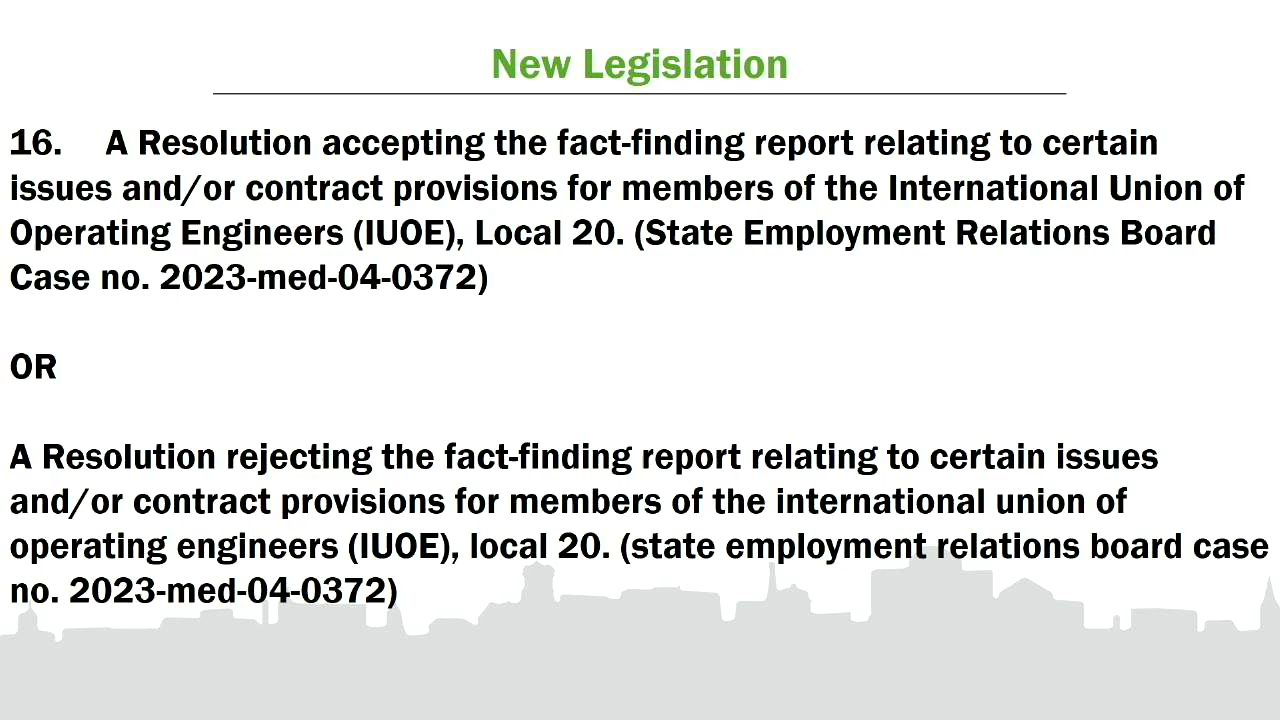 New Legislation
16. A Resolution accepting the fact-finding report relating to certain
issues and/or contract provisions for members of the International Union of
Operating Engineers (IUOE), Local 20. (State Employment Relations Board
Case no. 2023-med-04-0372)
OR
A Resolution rejecting the fact-finding report relating to certain issues
and/or contract provisions for members of the international union of
operating engineers (IUOE), local 20. (state employment relations board case
no. 2023-med-04-0372)